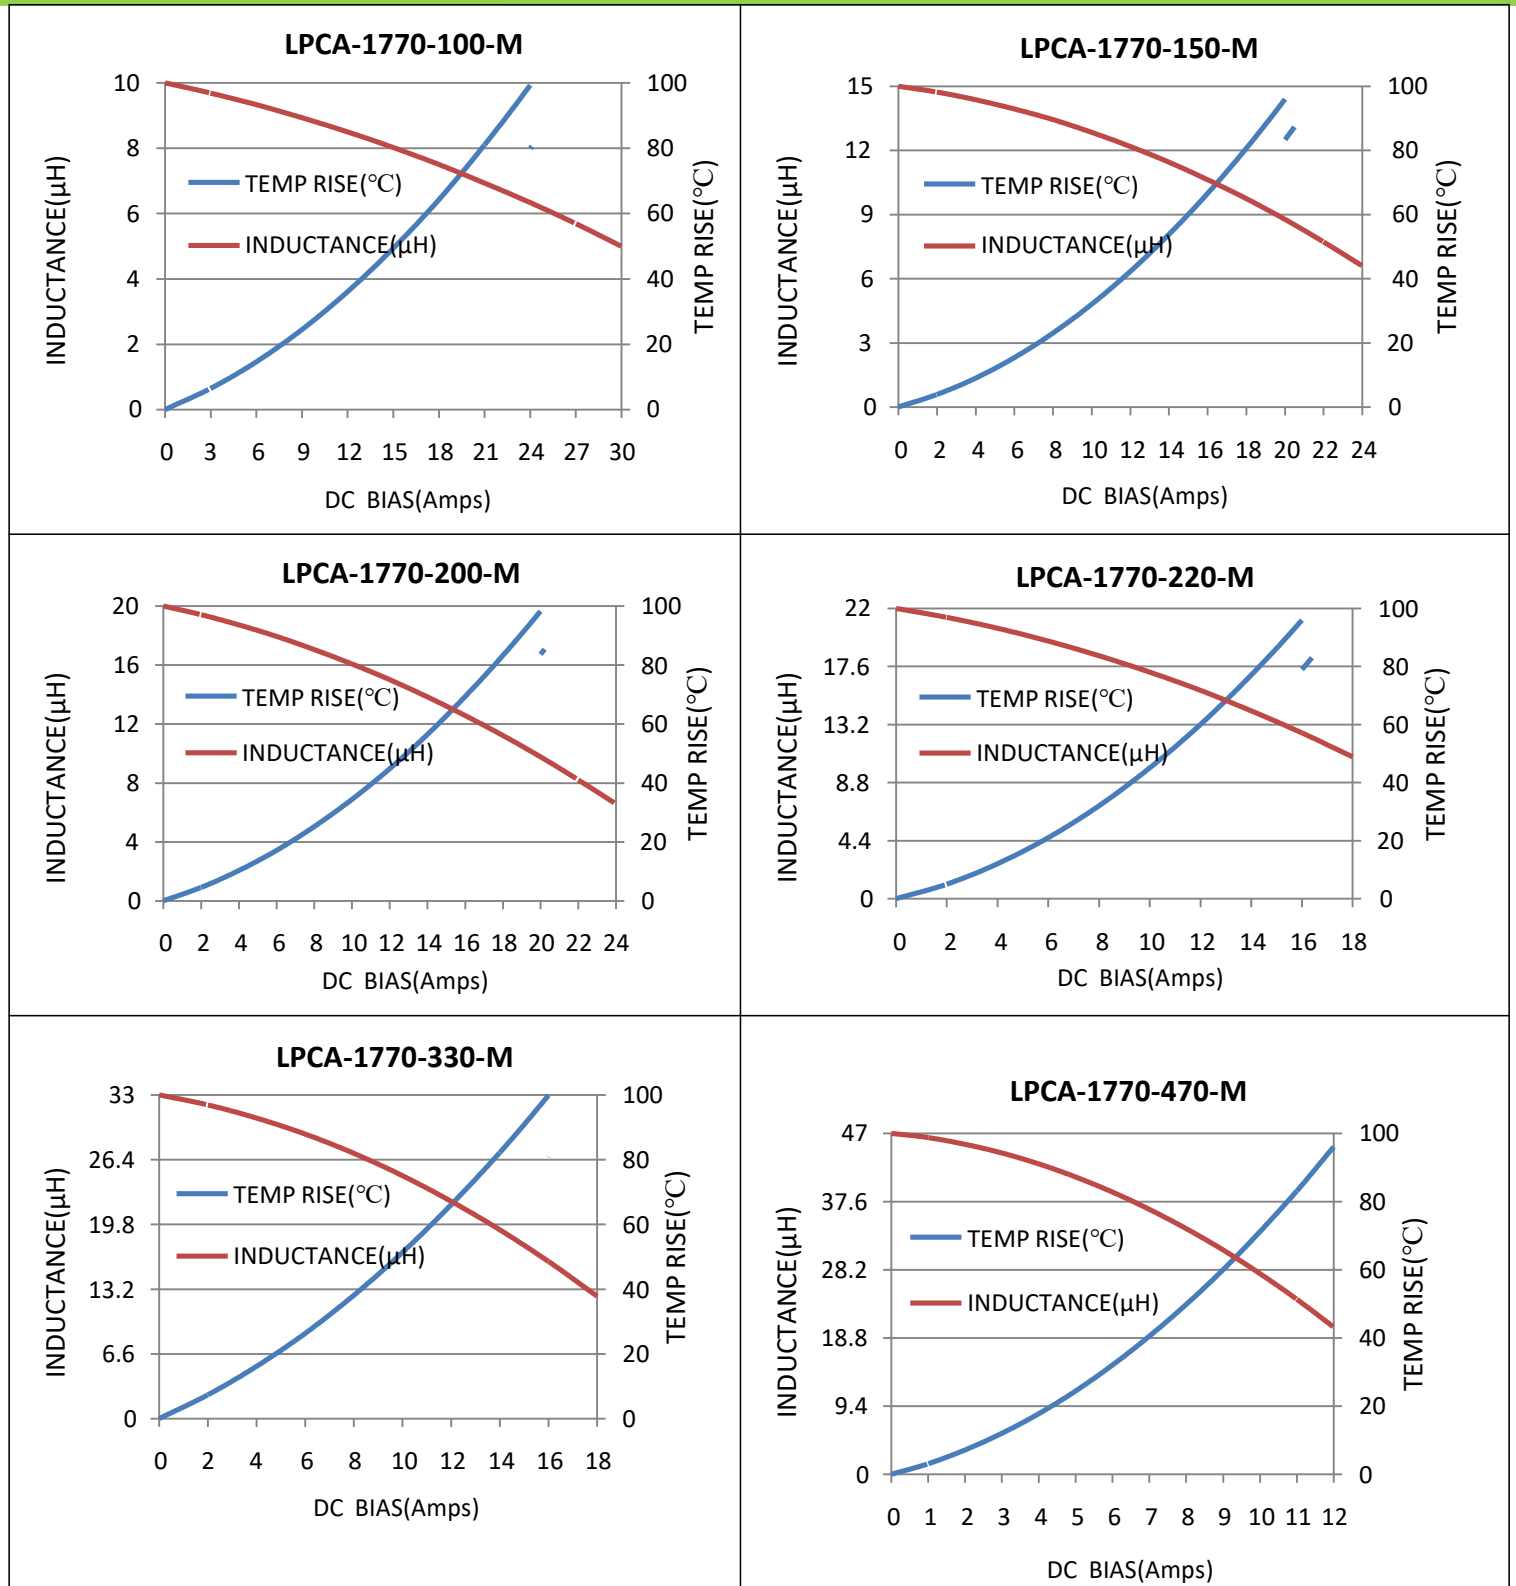 LPCA-1770-100-M
10
8
6
4
2
0
100
80
60
40
20
0
INDUCTANCE(µH)
TEMP RISE(℃)
TEMP RISE(℃)
INDUCTANCE(µH)
0 3 6 9 12 15 18 21 24 27 30
DC BIAS(Amps)
LPCA-1770-150-M
15
12
9
6
3
0
100
80
60
40
20
0
INDUCTANCE(µH)
TEMP RISE(℃)
TEMP RISE(℃)
INDUCTANCE(µH)
0 2 4 6 8 10 12 14 16 18 20 22 24
DC BIAS(Amps)
LPCA-1770-200-M
20
16
12
8
4
0
100
80
60
40
20
0
INDUCTANCE(µH)
TEMP RISE(℃)
TEMP RISE(℃)
INDUCTANCE(µH)
0 2 4 6 8 10 12 14 16 18 20 22 24
DC BIAS(Amps)
LPCA-1770-220-M
22
17.6
13.2
8.8
4.4
0
100
80
60
40
20
0
INDUCTANCE(µH)
TEMP RISE(℃)
TEMP RISE(℃)
INDUCTANCE(µH)
0 2 4 6 8 10 12 14 16 18
DC BIAS(Amps)
LPCA-1770-330-M
33
26.4
19.8
13.2
6.6
0
100
80
60
40
20
0
INDUCTANCE(µH)
TEMP RISE(℃)
TEMP RISE(℃)
INDUCTANCE(µH)
0 2 4 6 8 10 12 14 16 18
DC BIAS(Amps)
LPCA-1770-470-M
47
37.6
28.2
18.8
9.4
0
100
80
60
40
20
0
INDUCTANCE(µH)
TEMP RISE(℃)
TEMP RISE(℃)
INDUCTANCE(µH)
0 1 2 3 4 5 6 7 8 9 10 11 12
DC BIAS(Amps)